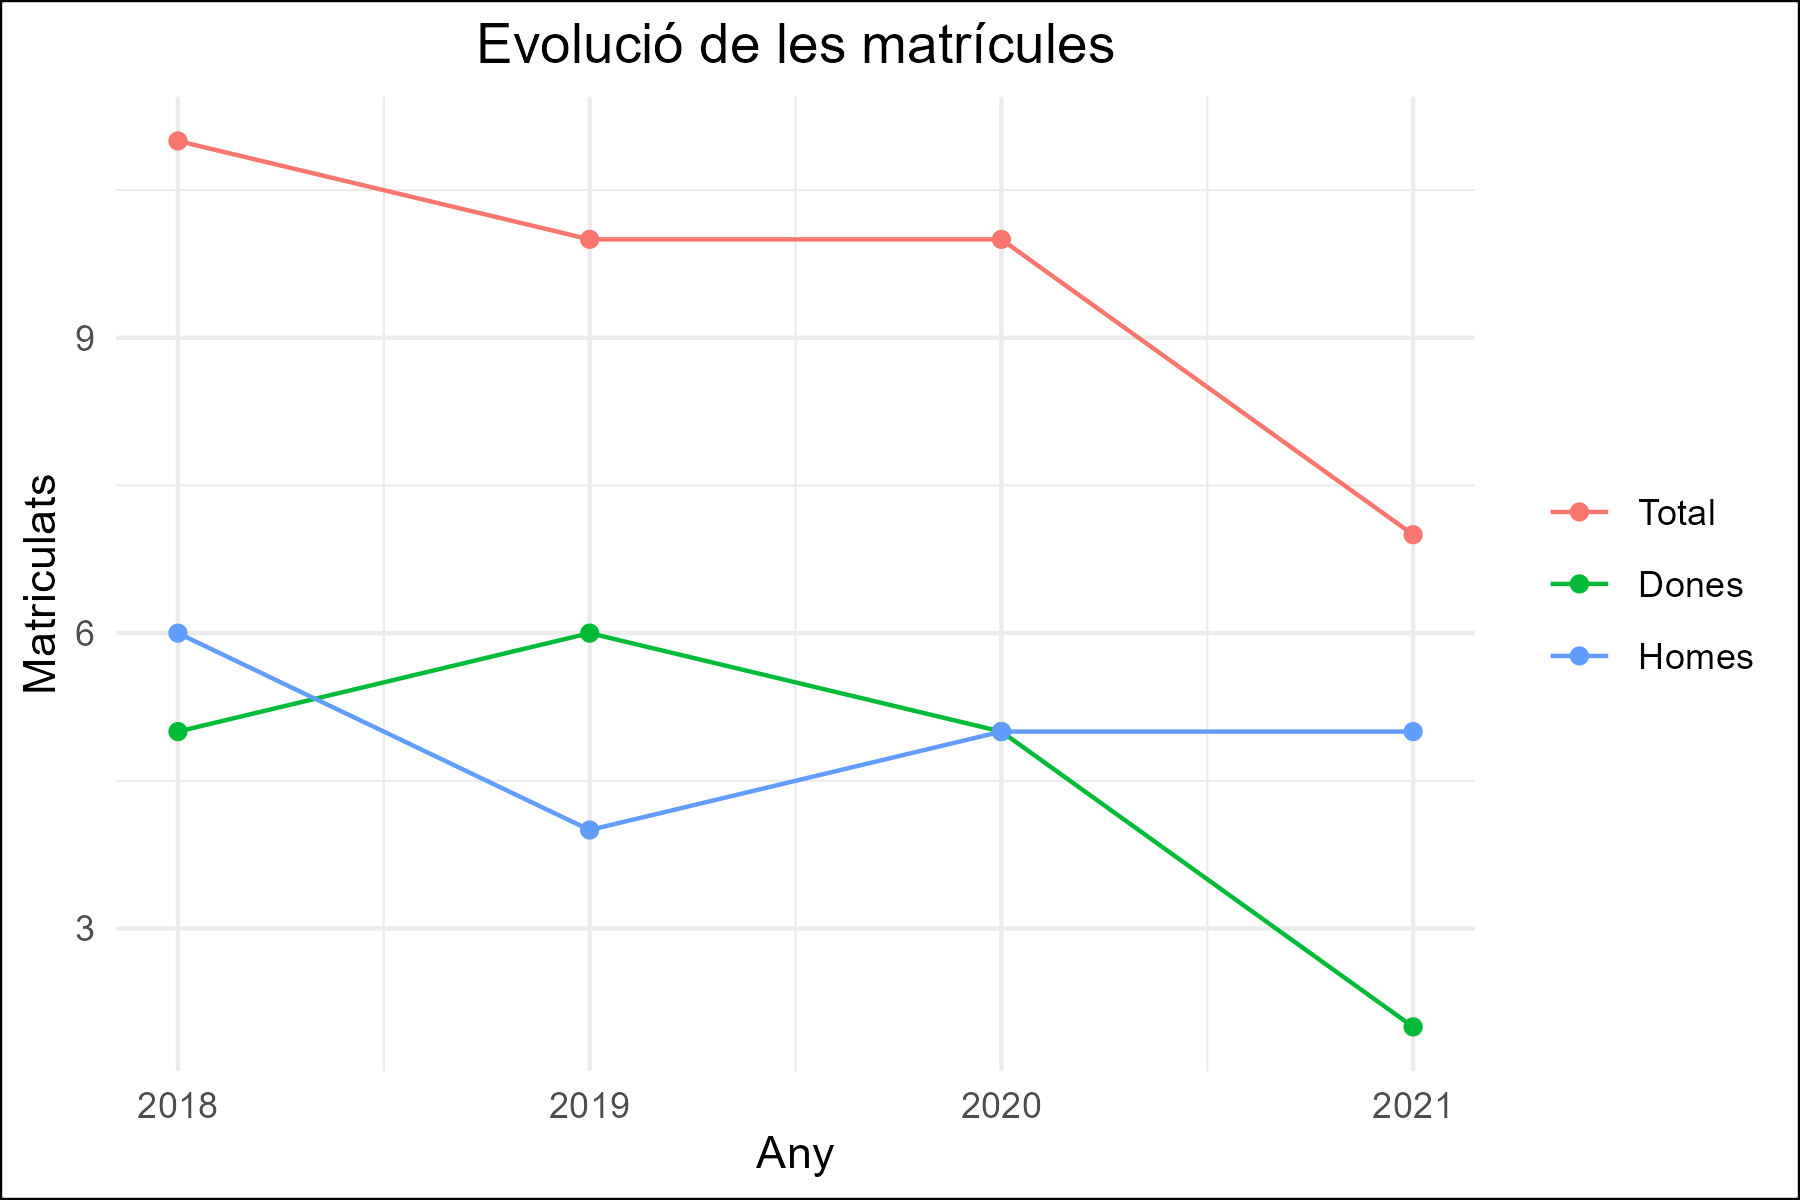 Evolució de les matrícules
9
6
3
Matriculats
2018 2019 2020 2021
Any
Total
Dones
Homes